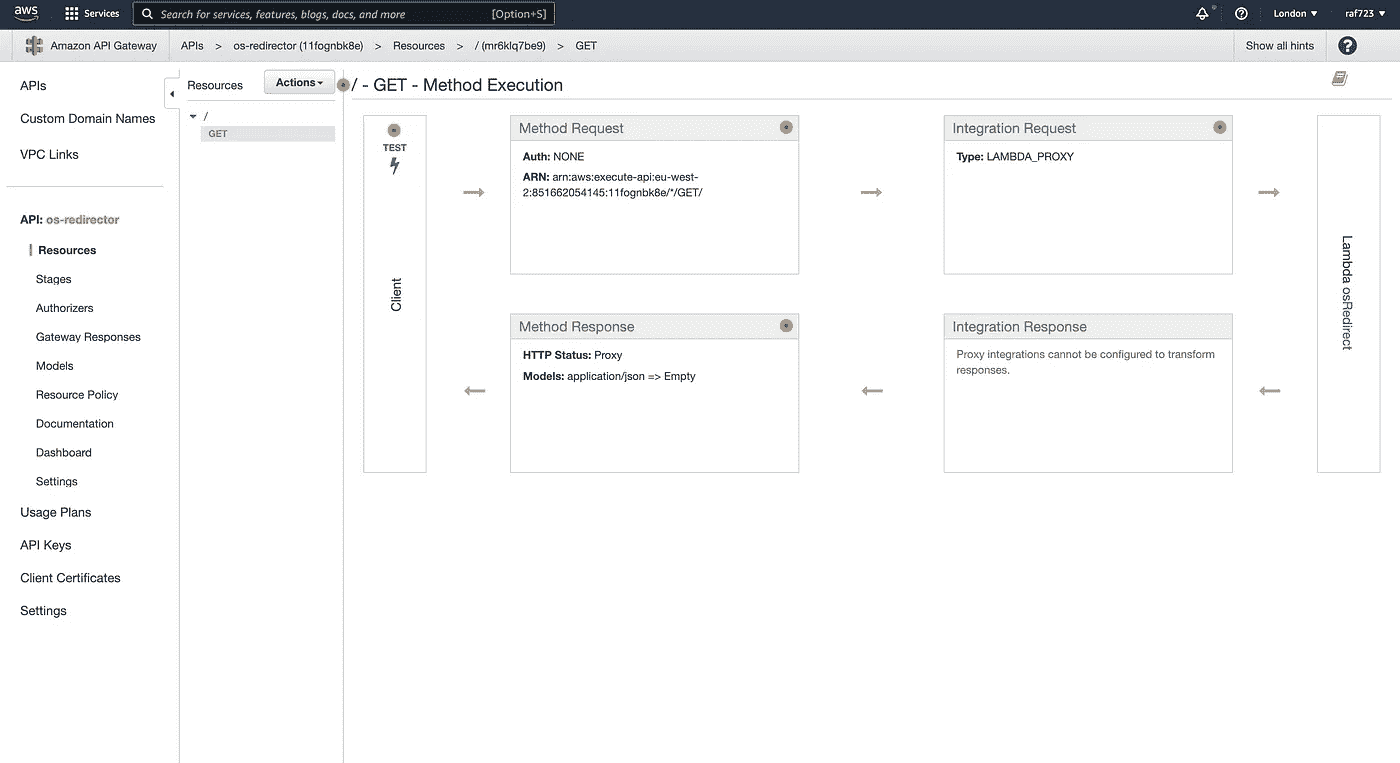 aws
Services
Search for services, features, blogs, docs, and more [Option+S]
London
raf723
Amazon API Gateway
APIs > os-redirector (11fognbk8e) > Resources > / (mr6klq7be9) > GET
Show all hints
?
APIs
Custom Domain Names
VPC Links
API: os-redirector
Resources
Stages
Authorizers
Gateway Responses
Models
Resource Policy
Documentation
Dashboard
Settings
Usage Plans
API Keys
Client Certificates
Settings
Resources
Actions
/
GET
/ - GET - Method Execution
TEST
Client
Method Request
Auth: NONE
ARN: arn:aws:execute-api:eu-west-
2:851662054145:11fognbk8e/*/GET/
Integration Request
Type: LAMBDA_PROXY
Lambda osRedirect
Method Response
HTTP Status: Proxy
Models: application/json => Empty
Integration Response
Proxy integrations cannot be configured to transform
responses.